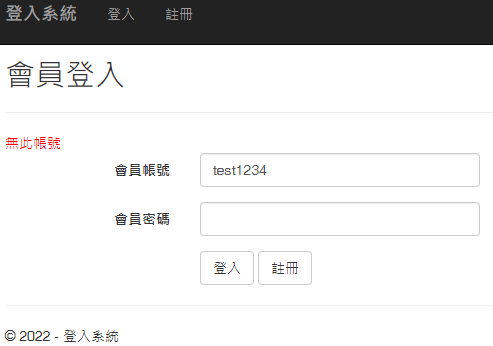 登入系統 登入 註冊
會員登入
無此帳號
會員帳號 test1234
會員密碼
登入 註冊
© 2022 - 登入系統